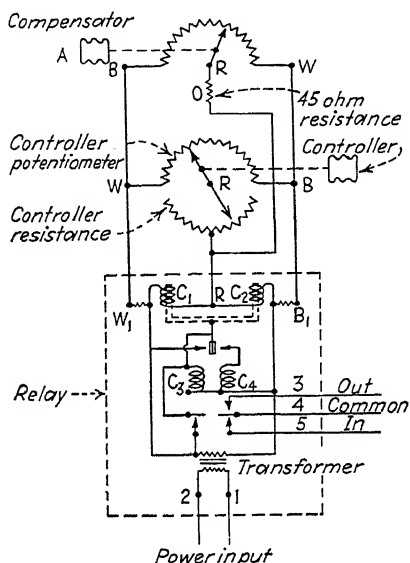 Compensator
A
B
R
W
O
45 ohm
resistance
Controller
potentiometer
Controller
W
R
B
Controller
resistance
C1
R
C2
W1
B1
C3
C4
3 Out
4 Common
5 In
Relay
Transformer
2
1
Power input